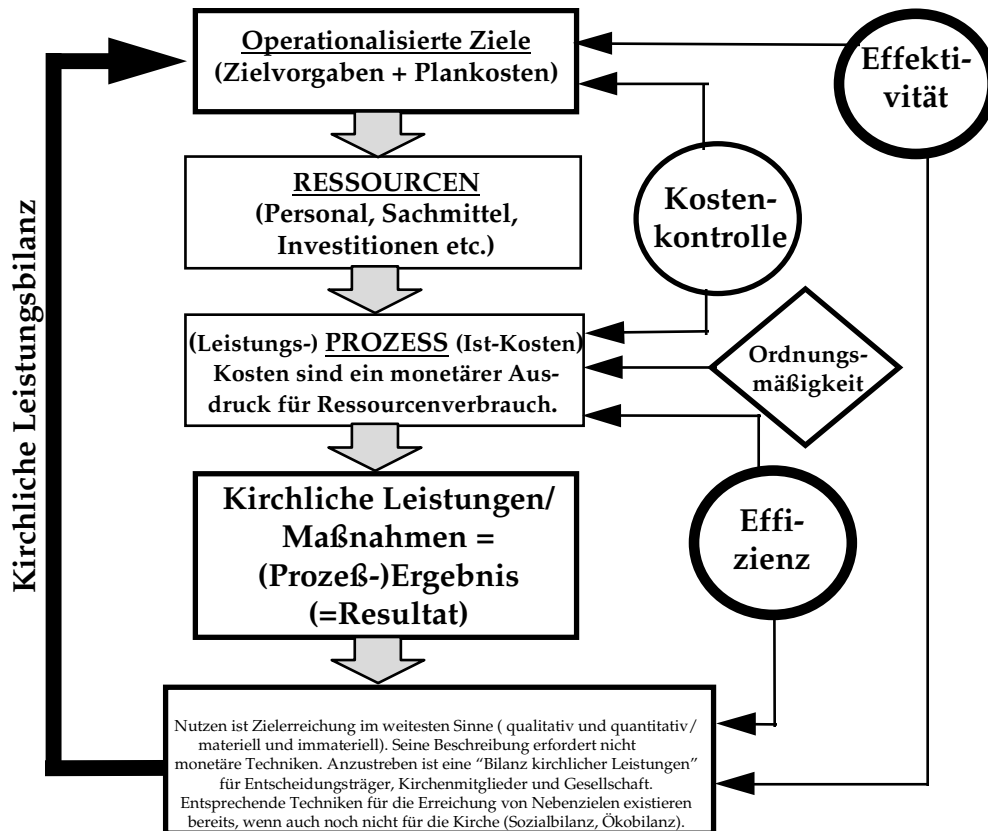 Operationalisierte Ziele
(Zielvorgaben + Plankosten)
Effekti-
vität
RESSOURCEN
(Personal, Sachmittel,
Investitionen etc.)
Kosten-
kontrolle
(Leistungs-) PROZESS (Ist-Kosten)
Kosten sind ein monetärer Aus-
druck für Ressourcenverbrauch.
Ordnungs-
mäßigkeit
Kirchliche Leistungen/
Maßnahmen =
(Prozeß-)Ergebnis
(=Resultat)
Effi-
zienz
Nutzen ist Zielerreichung im weitesten Sinne ( qualitativ und quantitativ/
materiell und immateriell). Seine Beschreibung erfordert nicht
monetäre Techniken. Anzustreben ist eine “Bilanz kirchlicher Leistungen”
für Entscheidungsträger, Kirchenmitglieder und Gesellschaft.
Entsprechende Techniken für die Erreichung von Nebenzielen existieren
bereits, wenn auch noch nicht für die Kirche (Sozialbilanz, Ökobilanz).
Kirchliche Leistungsbilanz